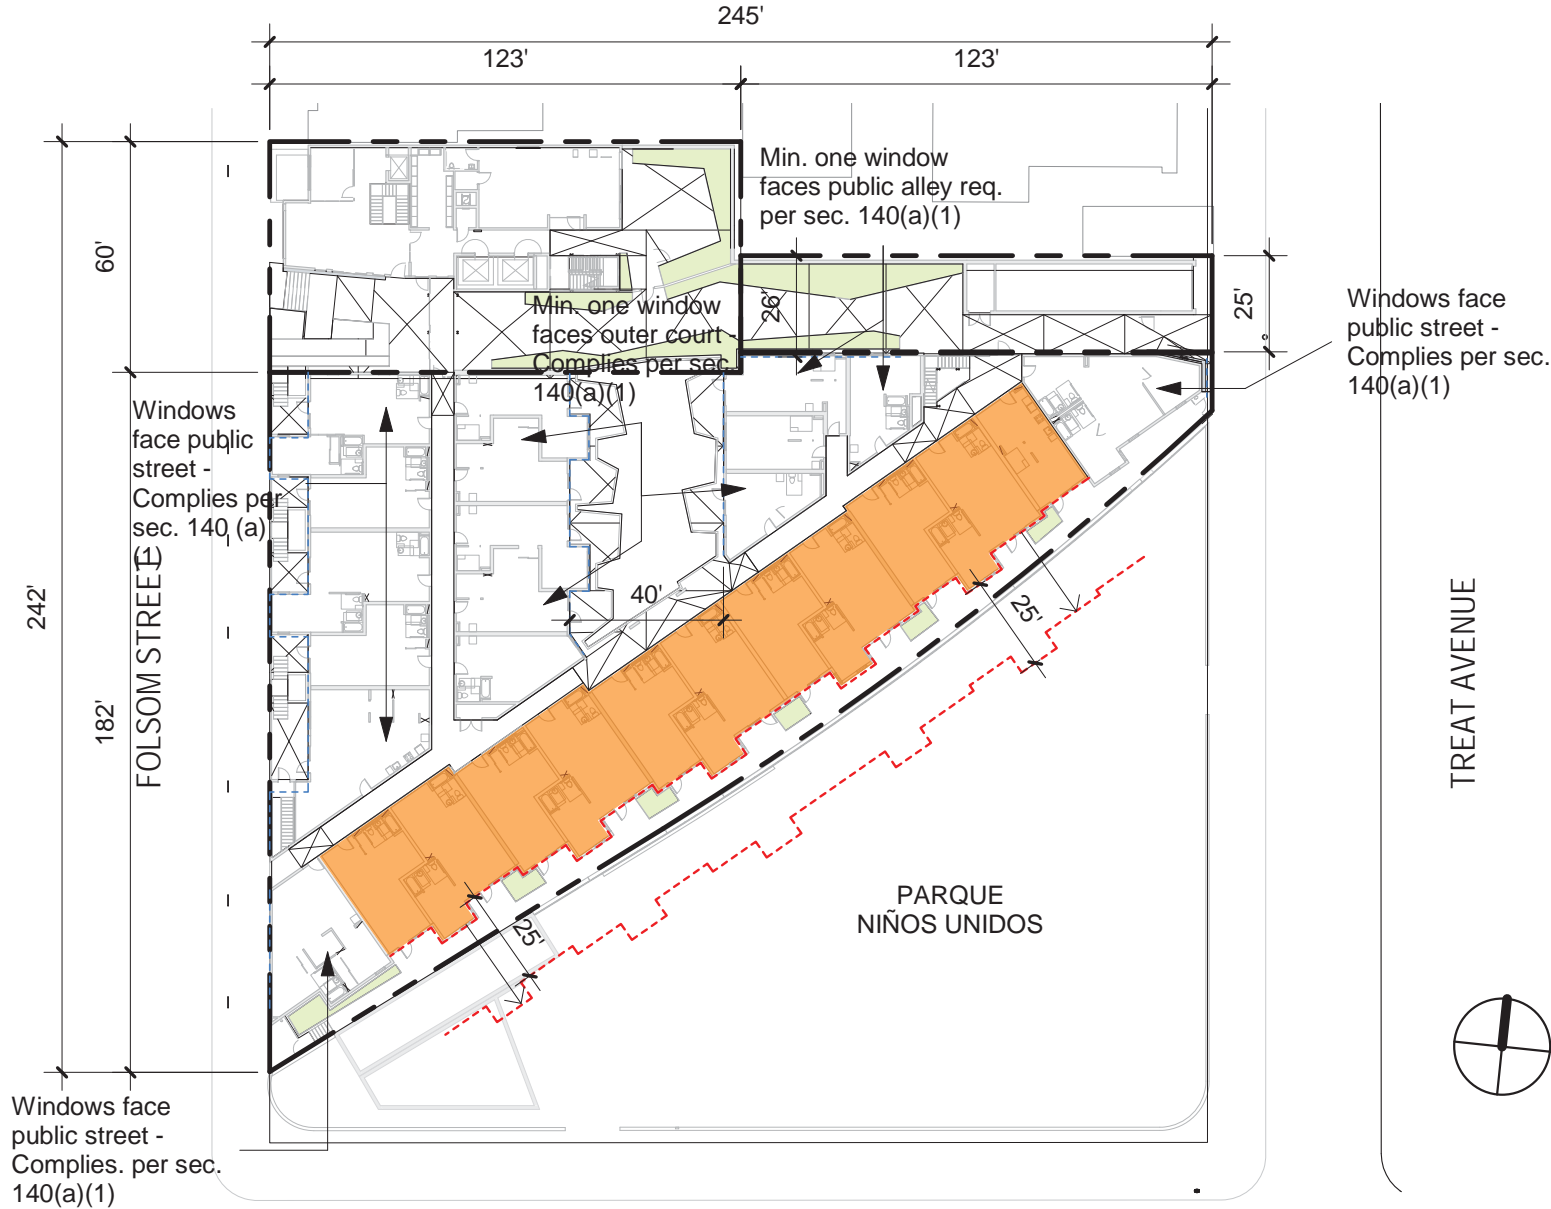 245'
123'
123'
Min. one window
faces public alley req.
per sec. 140(a)(1)
60'
26'
25'
Windows face
public street -
Complies per sec.
140(a)(1)
Min. one window
faces outer court -
Complies per sec.
140(a)(1)
Windows
face public
street -
Complies per
sec. 140 (a)
(1)
242'
182'
FOLSOM STREET
40'
25'
25'
TREAT AVENUE
PARQUE
NIÑOS UNIDOS
Windows face
public street -
Complies. per sec.
140(a)(1)